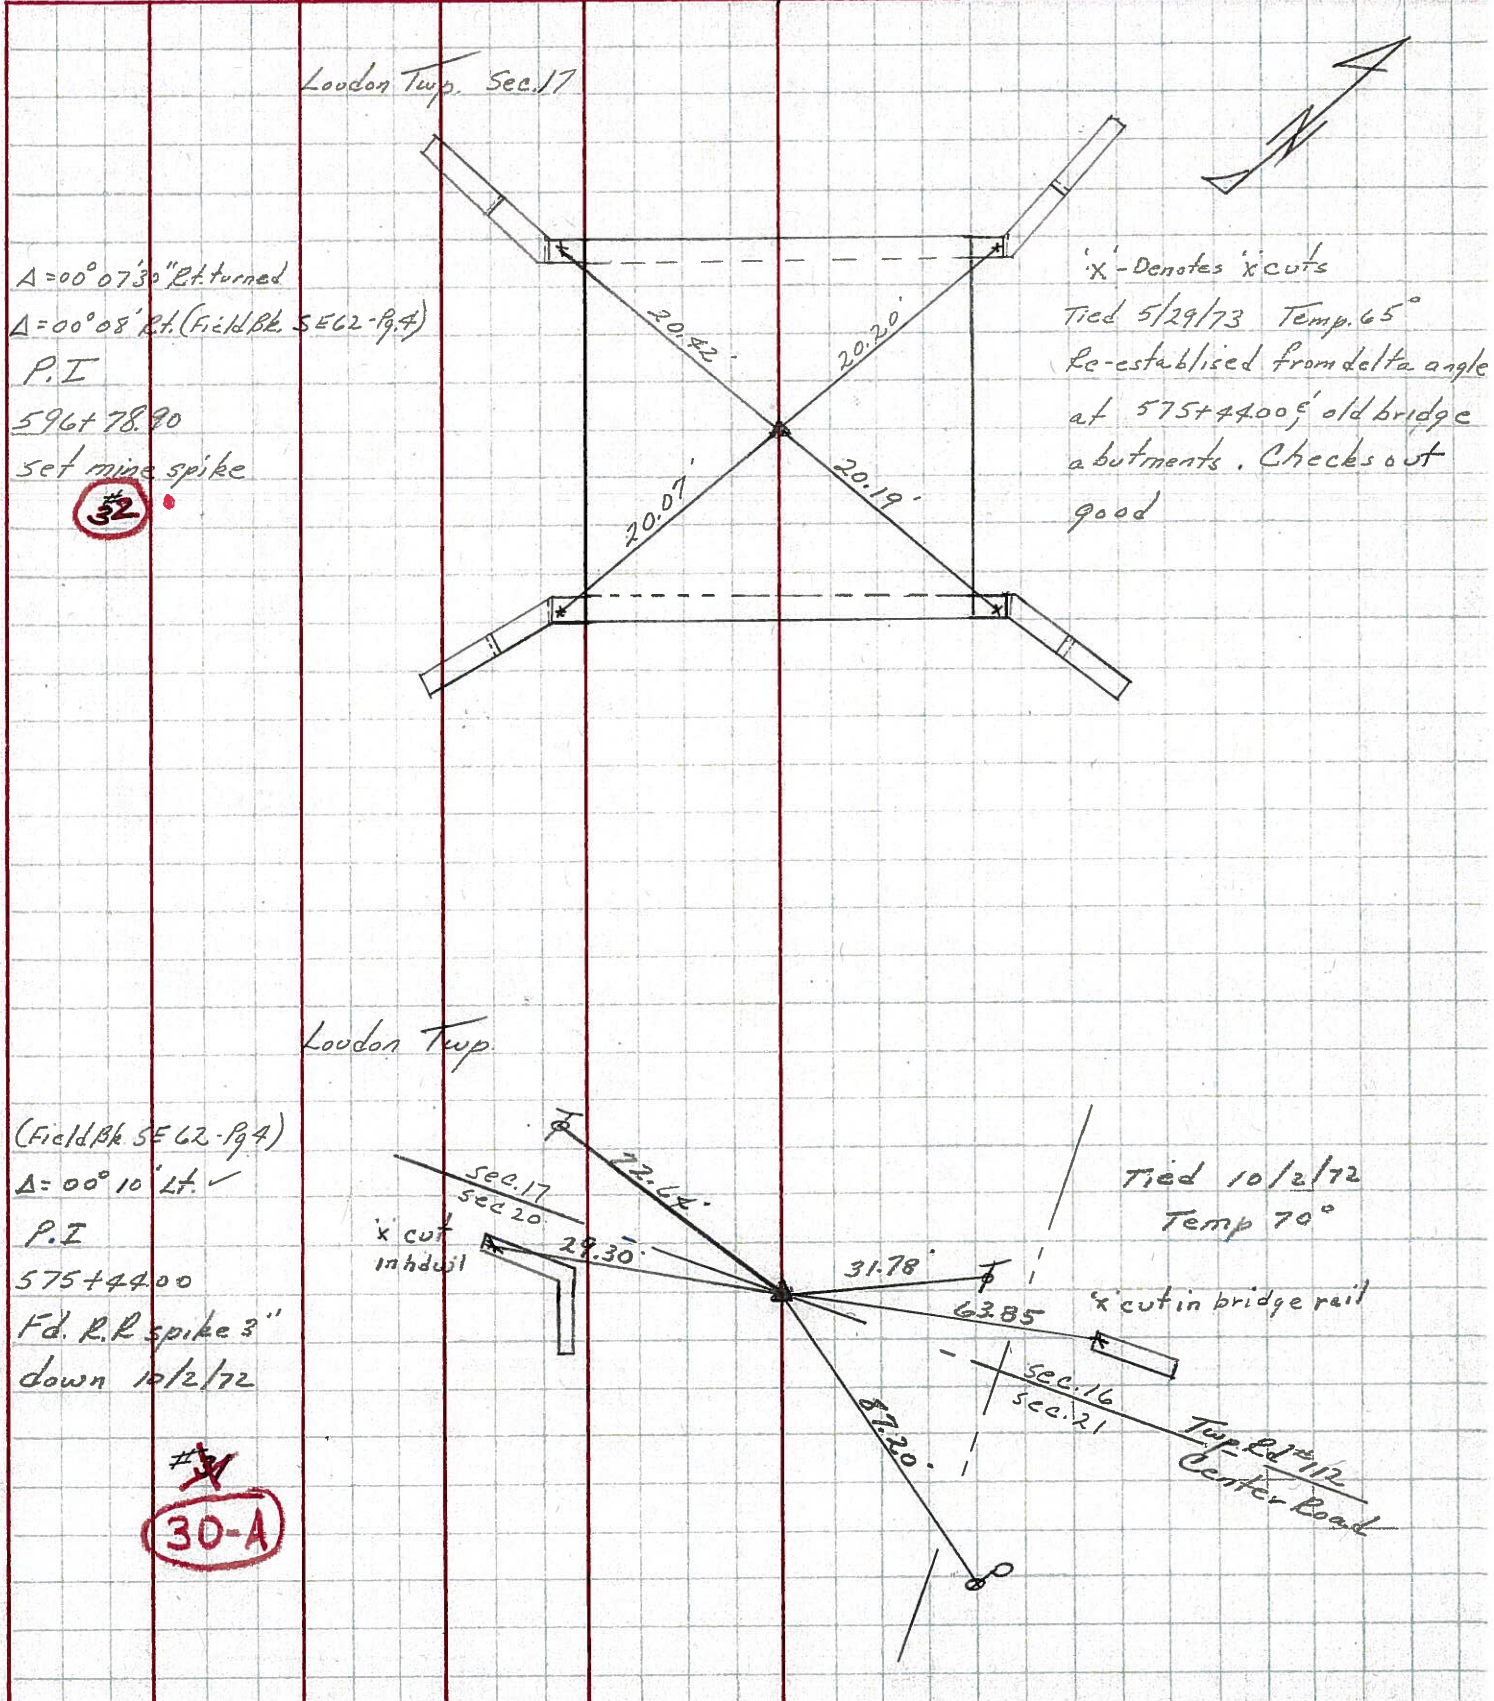 Loudon Twp. Sec. 17
N
Δ=00° 07'30" Rt. turned
Δ=00° 08' Rt. (Field Bk. SE62-Pg.4)
P.I
596+78.90
set mine spike
#32
20.42'
20.20'
20.07'
20.19'
'x'-Denotes 'x' cuts
Tied 5/29/73 Temp. 65°
Re-establised from delta angle
at 575+44.00 & old bridge
abutments. Checks out
good
Loudon Twp.
(Field Bk. SE 62-Pg 4)
Δ=00° 10' Lt. ✓
P.I
575+44.00
Fd. R.R spike 3"
down 10/2/72
#31
30-A
sec. 17
sec 20
'x' cut
in hdwl
29.30'
31.78'
63.85
87.20'
Tied 10/2/72
Temp 70°
'x' cut in bridge rail
sec. 16
sec. 21
Twp. Rd #112
Center Road